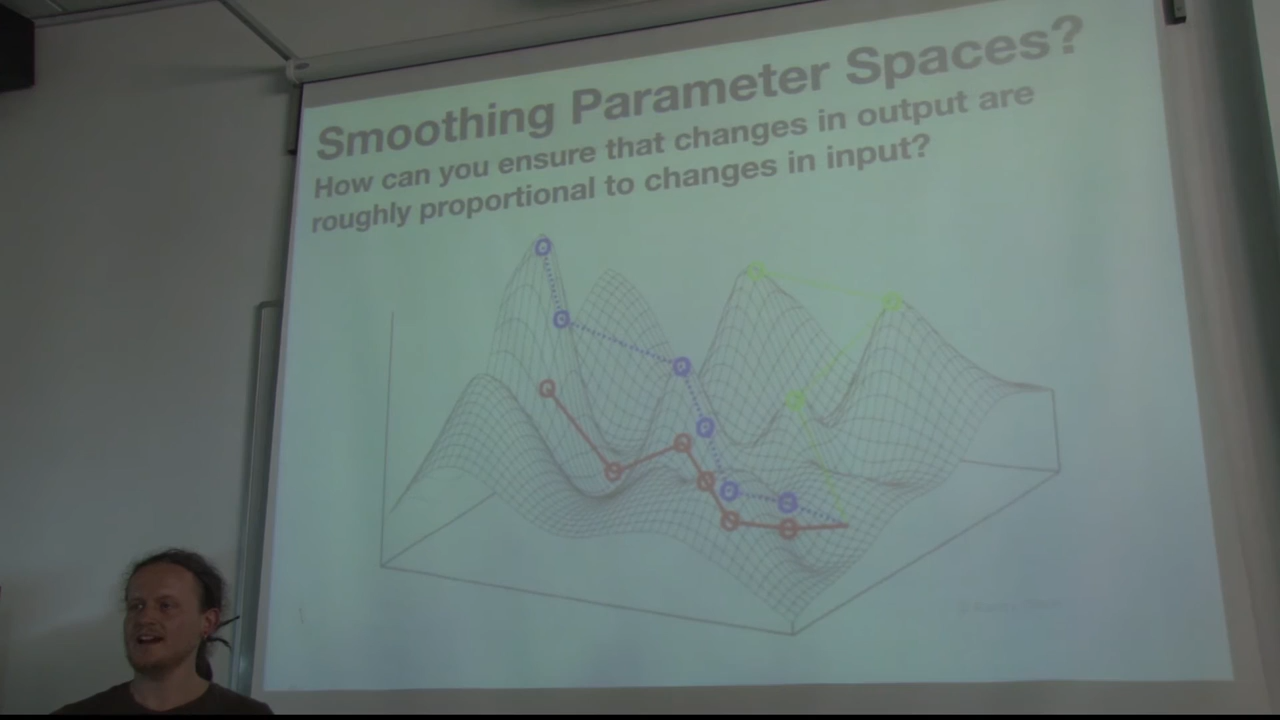 Smoothing Parameter Spaces?
How can you ensure that changes in output are
roughly proportional to changes in input?